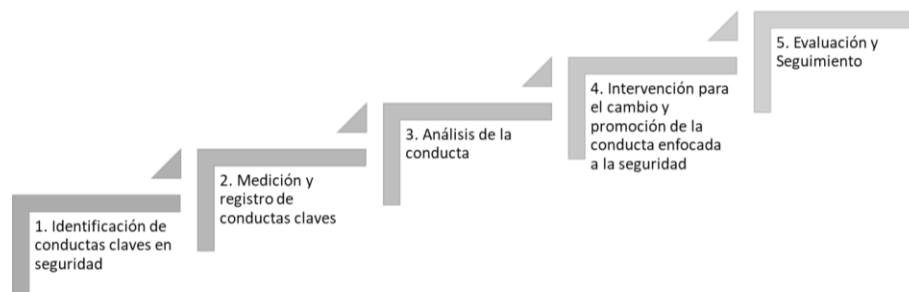 1. Identificación de
conductas claves en
seguridad
2. Medición y
registro de
conductas claves
3. Análisis de la
conducta
4. Intervención para
el cambio y
promoción de la
conducta enfocada
a la seguridad
5. Evaluación y
Seguimiento